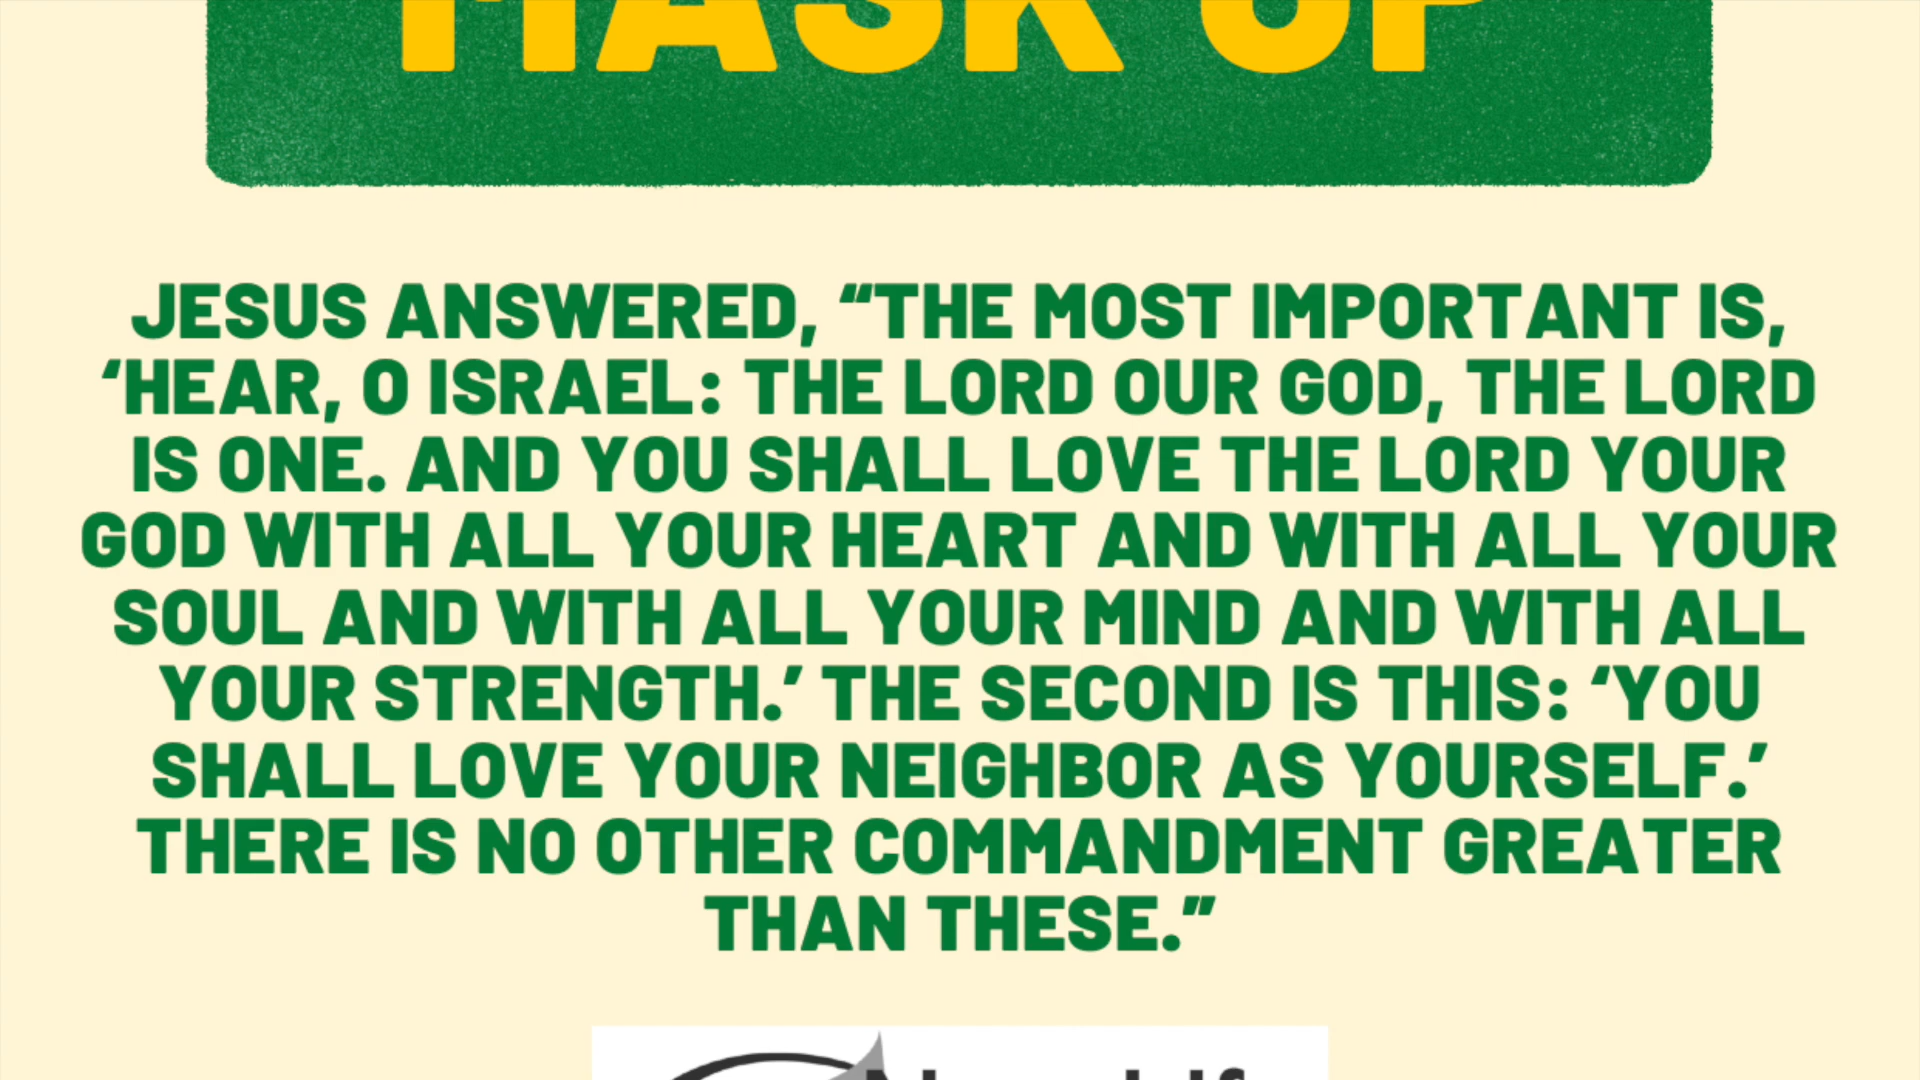 MASK UP
JESUS ANSWERED, “THE MOST IMPORTANT IS,
‘HEAR, O ISRAEL: THE LORD OUR GOD, THE LORD
IS ONE. AND YOU SHALL LOVE THE LORD YOUR
GOD WITH ALL YOUR HEART AND WITH ALL YOUR
SOUL AND WITH ALL YOUR MIND AND WITH ALL
YOUR STRENGTH.’ THE SECOND IS THIS: ‘YOU
SHALL LOVE YOUR NEIGHBOR AS YOURSELF.’
THERE IS NO OTHER COMMANDMENT GREATER
THAN THESE.”